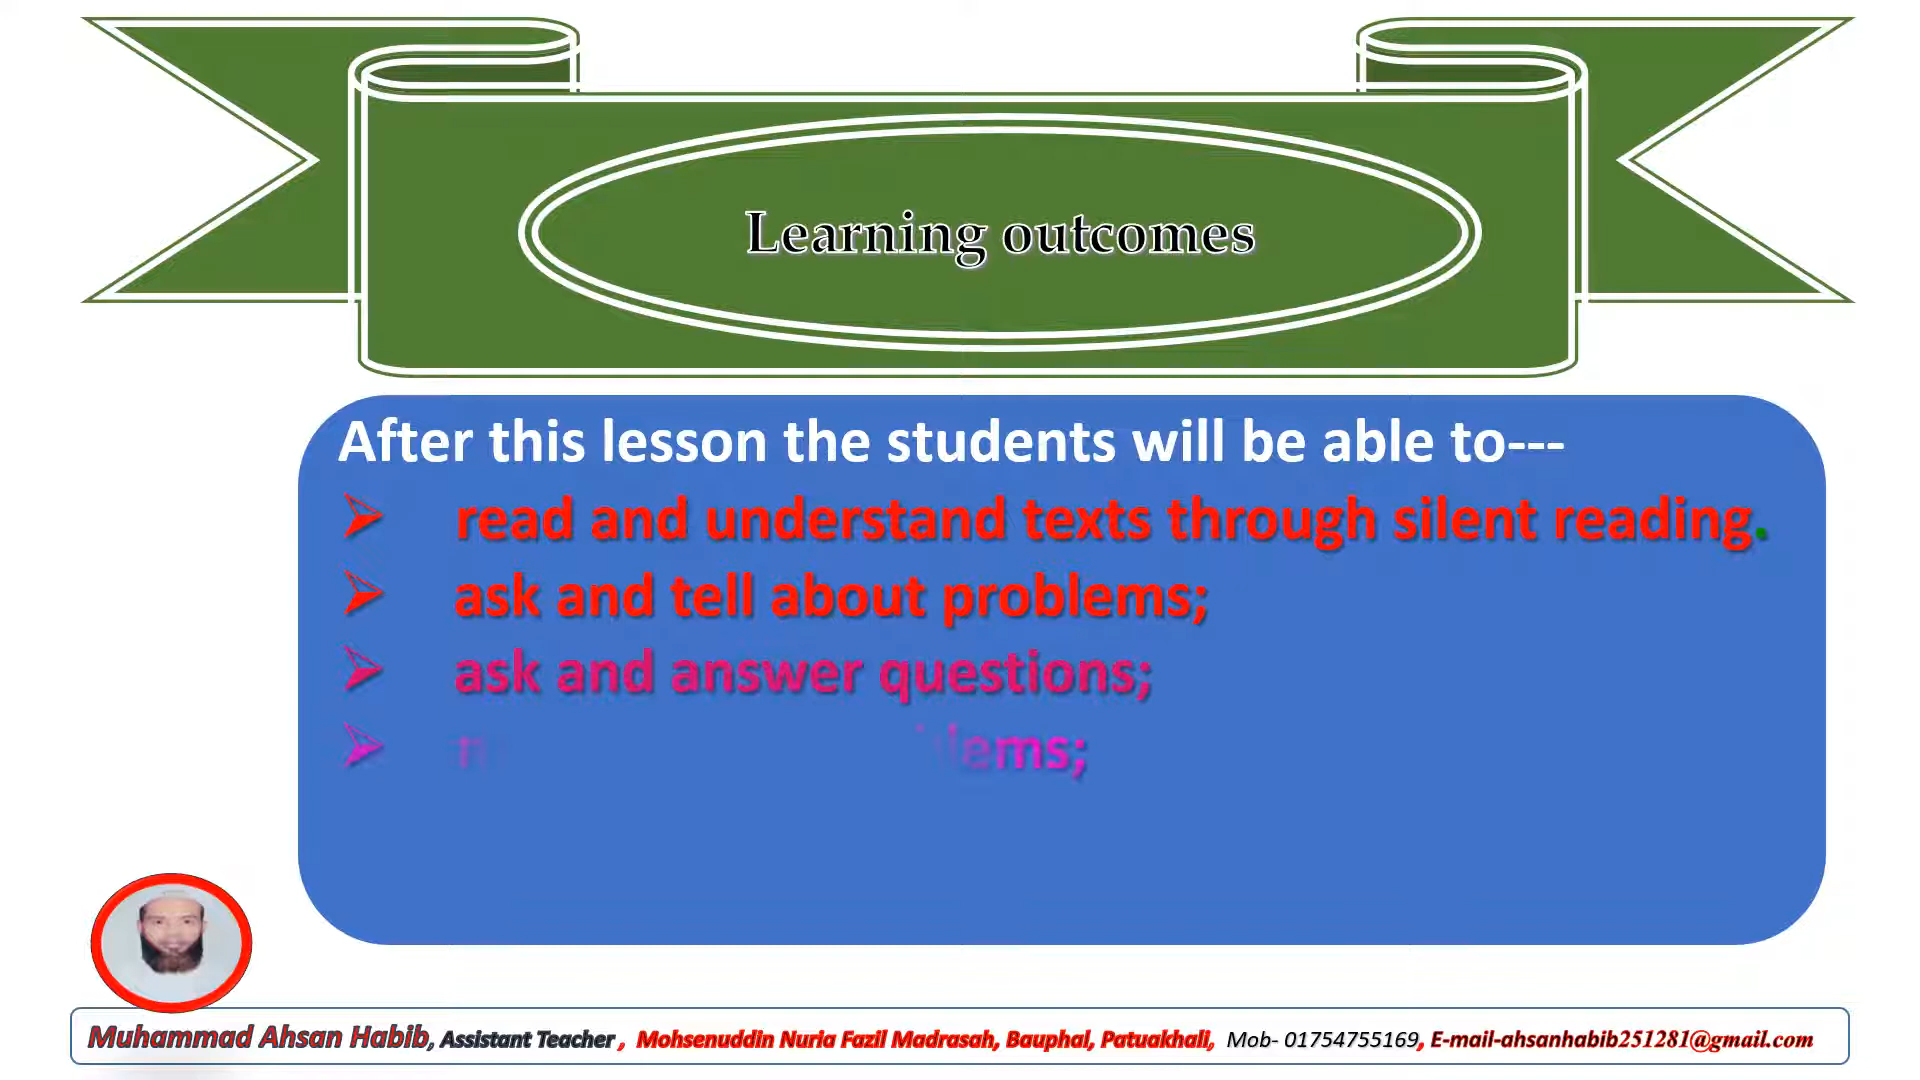 Learning outcomes
After this lesson the students will be able to---
➢ read and understand texts through silent reading.
➢ ask and tell about problems;
➢ ask and answer questions;
➢
Muhammad Ahsan Habib, Assistant Teacher , Mohsenuddin Nuria Fazil Madrasah, Bauphal, Patuakhali, Mob- 01754755169, E-mail-ahsanhabib251281@gmail.com